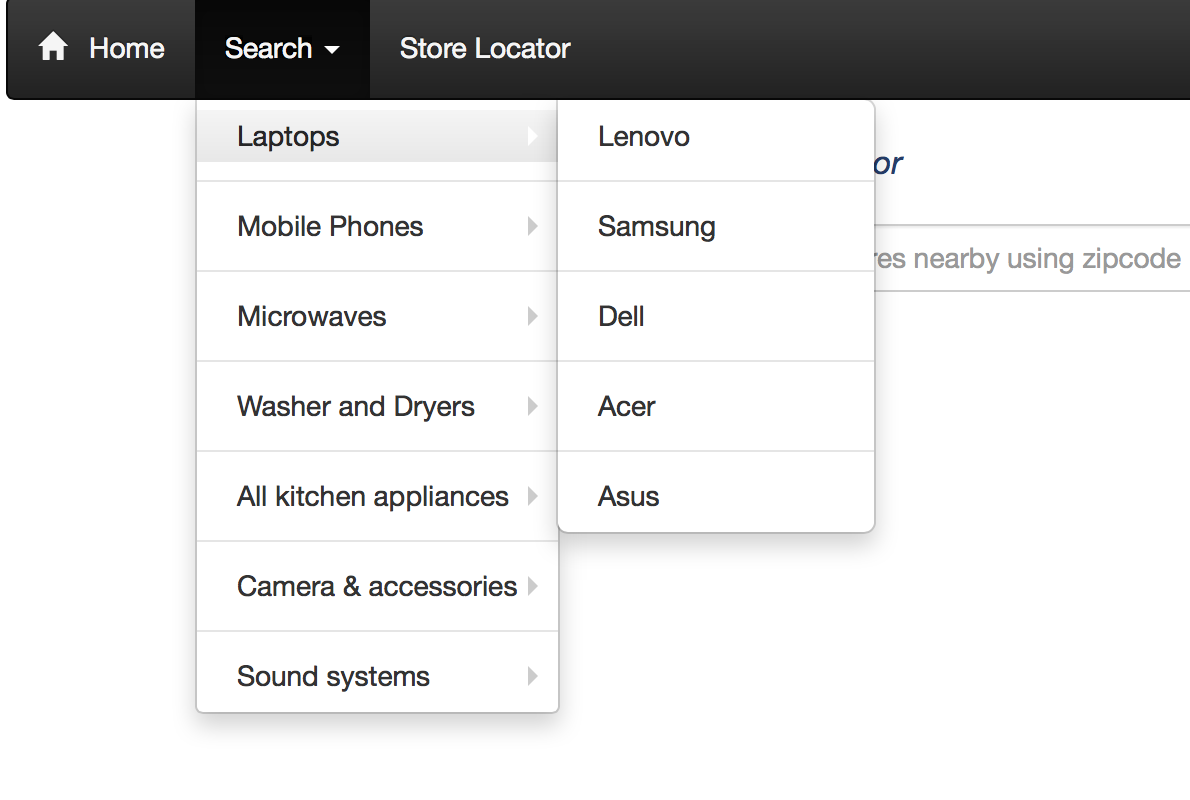 Home Search Store Locator
Laptops
Mobile Phones
Microwaves
Washer and Dryers
All kitchen appliances
Camera & accessories
Sound systems
Lenovo
Samsung
Dell
Acer
Asus
or
res nearby using zipcode